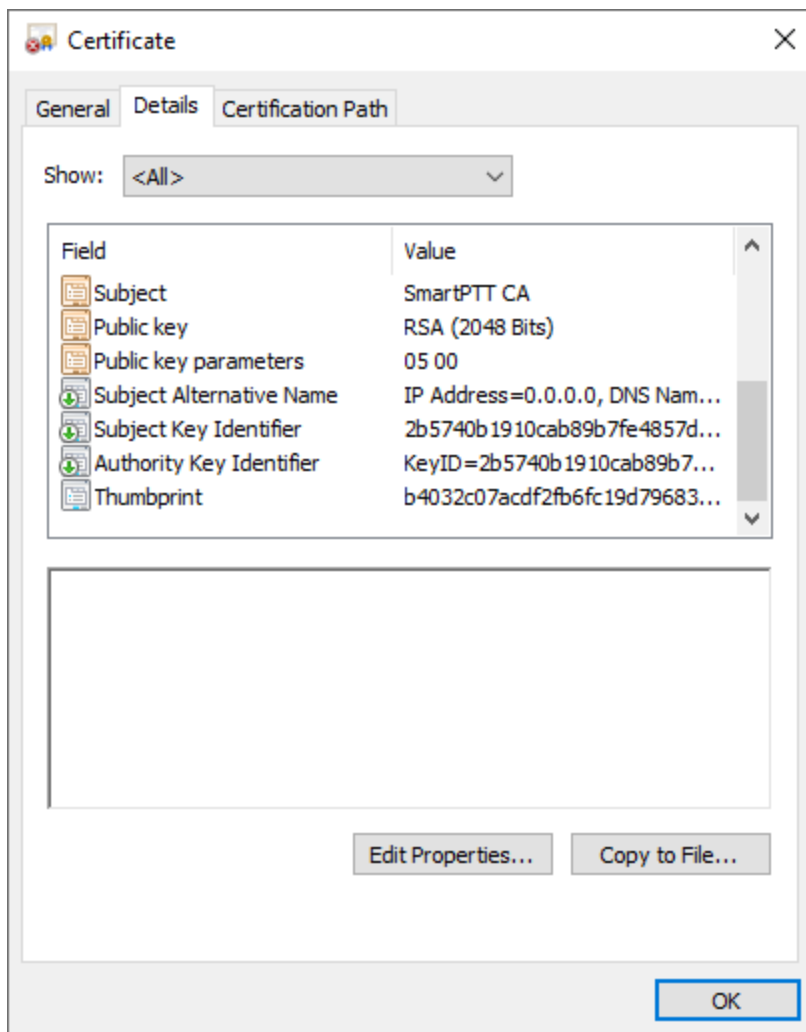 Certificate
General Details Certification Path
Show: <All>
Field Value
Subject SmartPTT CA
Public key RSA (2048 Bits)
Public key parameters 05 00
Subject Alternative Name IP Address=0.0.0.0, DNS Nam...
Subject Key Identifier 2b5740b1910cab89b7fe4857d...
Authority Key Identifier KeyID=2b5740b1910cab89b7...
Thumbprint b4032c07acdf2fb6fc19d79683...
Edit Properties... Copy to File...
OK